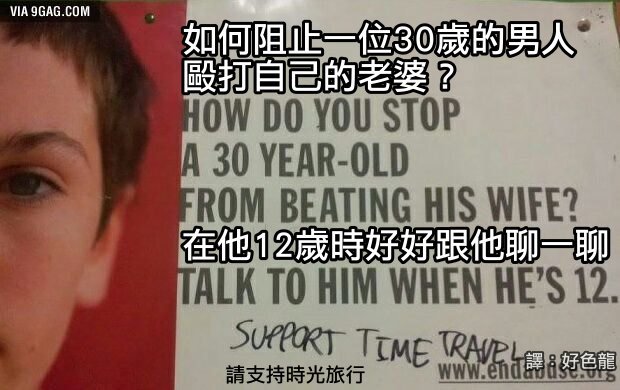 VIA 9GAG.COM
如何阻止一位30歲的男人
毆打自己的老婆？
HOW DO YOU STOP
A 30 YEAR-OLD
FROM BEATING HIS WIFE?
在他12歲時好好跟他聊一聊
TALK TO HIM WHEN HE'S 12.
SUPPORT TIME TRAVEL
請支持時光旅行
www.endabuse.org
譯：好色龍